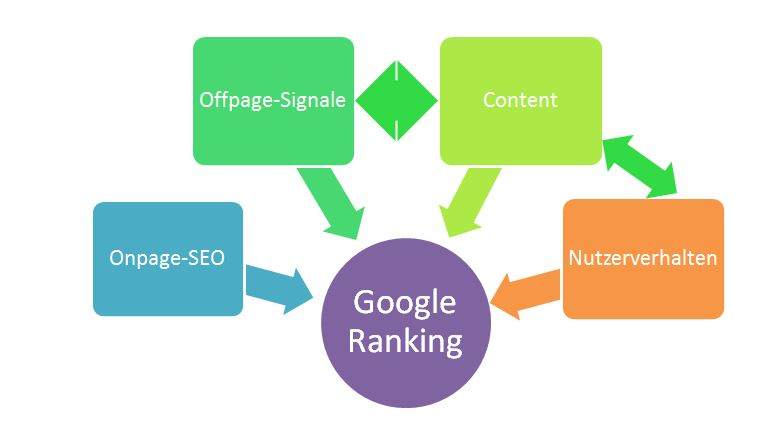 Offpage-Signale
Content
Onpage-SEO
Nutzerverhalten
Google
Ranking